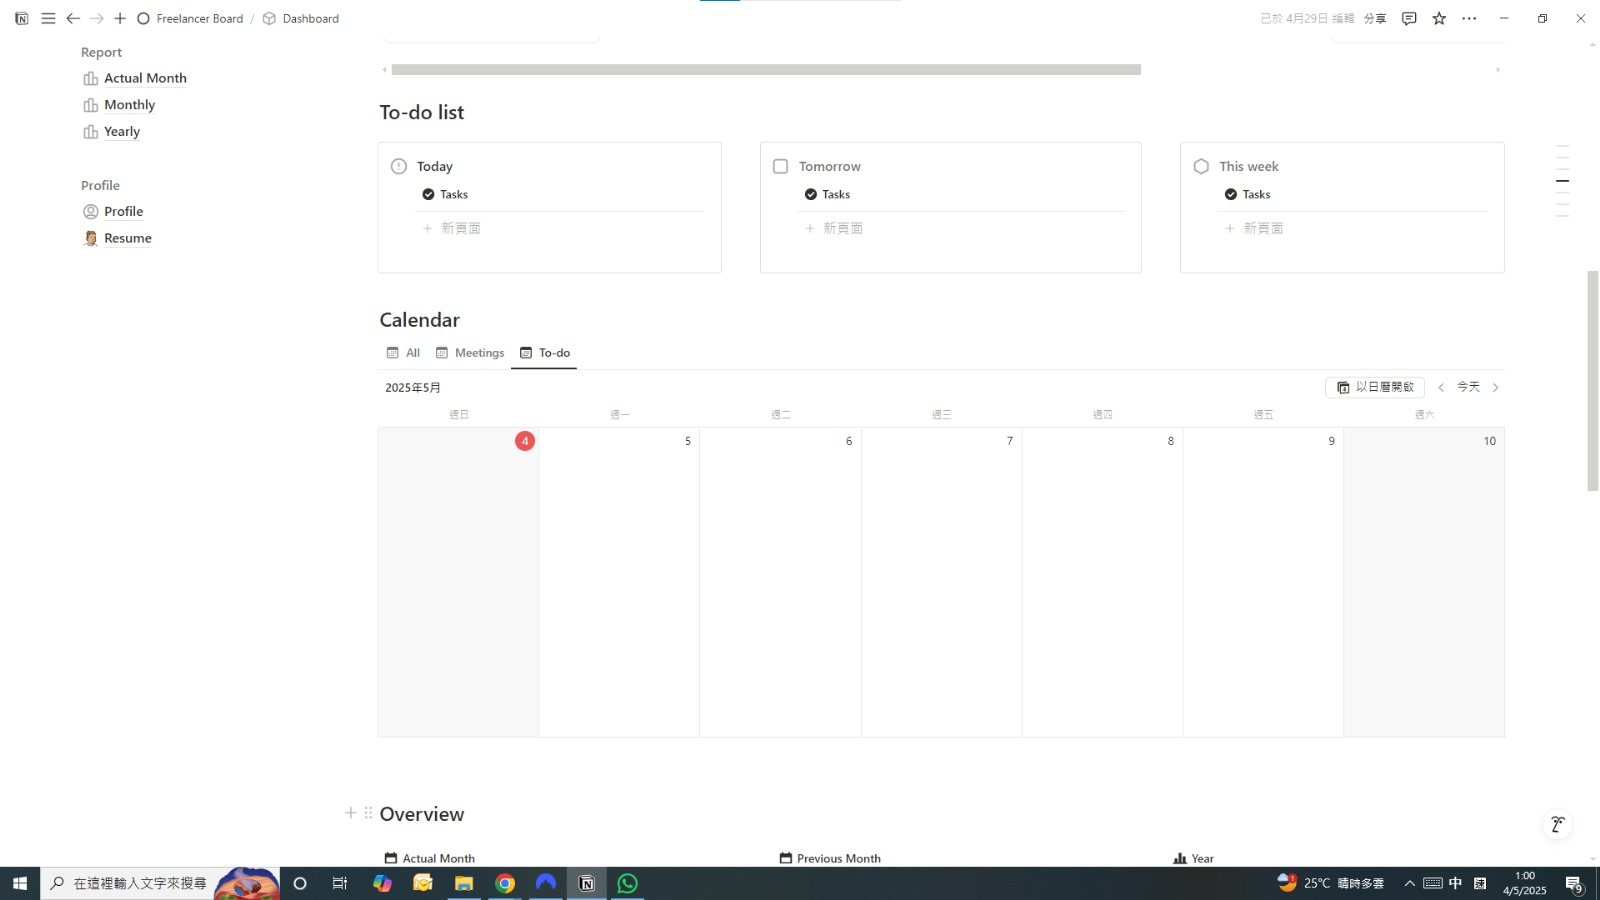 Freelancer Board / Dashboard
已於 4月29日 編輯 分享
Report
Actual Month
Monthly
Yearly
Profile
Profile
Resume
To-do list
Today
Tasks
新頁面
Tomorrow
Tasks
新頁面
This week
Tasks
新頁面
Calendar
All Meetings To-do
2025年5月
以日曆開啟 今天
週日 週一 週二 週三 週四 週五 週六
4 5 6 7 8 9 10
Overview
Actual Month Previous Month Year
在這裡輸入文字來搜尋
25°C 晴時多雲
中
1:00
4/5/2025
9